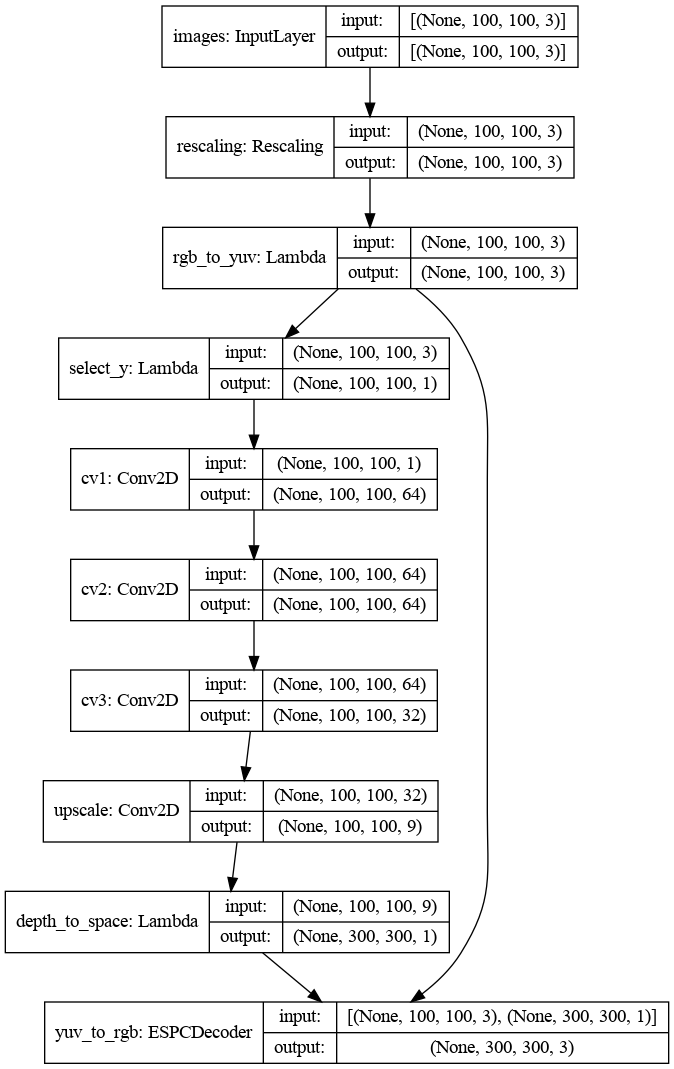 images: InputLayer
input:
[(None, 100, 100, 3)]
output:
[(None, 100, 100, 3)]
rescaling: Rescaling
input:
(None, 100, 100, 3)
output:
(None, 100, 100, 3)
rgb_to_yuv: Lambda
input:
(None, 100, 100, 3)
output:
(None, 100, 100, 3)
select_y: Lambda
input:
(None, 100, 100, 3)
output:
(None, 100, 100, 1)
cv1: Conv2D
input:
(None, 100, 100, 1)
output:
(None, 100, 100, 64)
cv2: Conv2D
input:
(None, 100, 100, 64)
output:
(None, 100, 100, 64)
cv3: Conv2D
input:
(None, 100, 100, 64)
output:
(None, 100, 100, 32)
upscale: Conv2D
input:
(None, 100, 100, 32)
output:
(None, 100, 100, 9)
depth_to_space: Lambda
input:
(None, 100, 100, 9)
output:
(None, 300, 300, 1)
yuv_to_rgb: ESPCDecoder
input:
[(None, 100, 100, 3), (None, 300, 300, 1)]
output:
(None, 300, 300, 3)